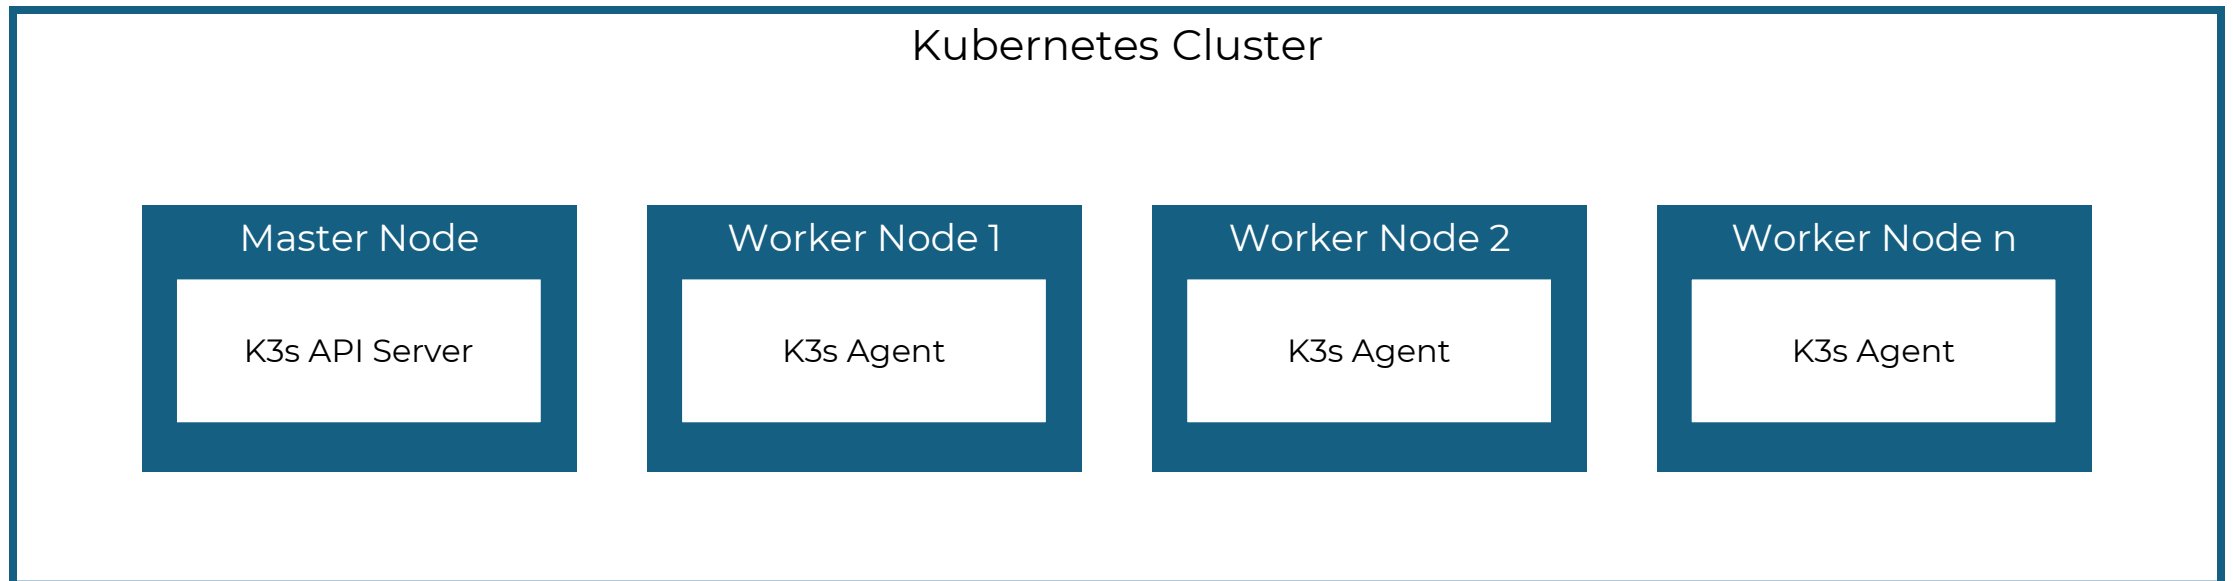 Kubernetes Cluster
Master Node
K3s API Server
Worker Node 1
K3s Agent
Worker Node 2
K3s Agent
Worker Node n
K3s Agent